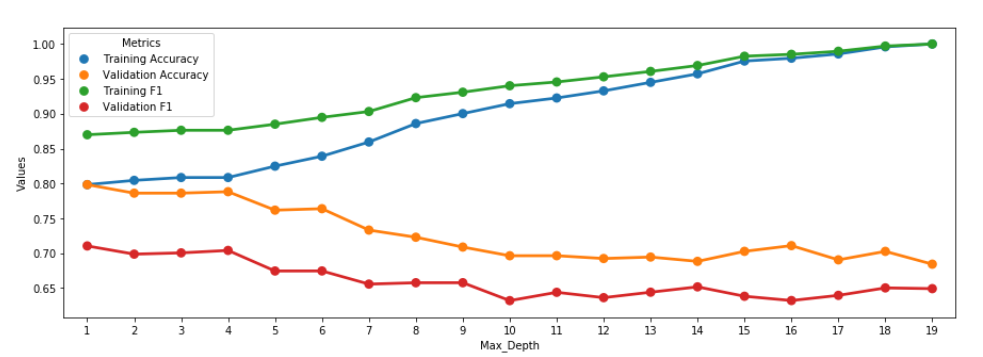 Metrics
Training Accuracy
Validation Accuracy
Training F1
Validation F1
1.00
0.95
0.90
0.85
0.80
0.75
0.70
0.65
Values
1 2 3 4 5 6 7 8 9 10 11 12 13 14 15 16 17 18 19
Max_Depth